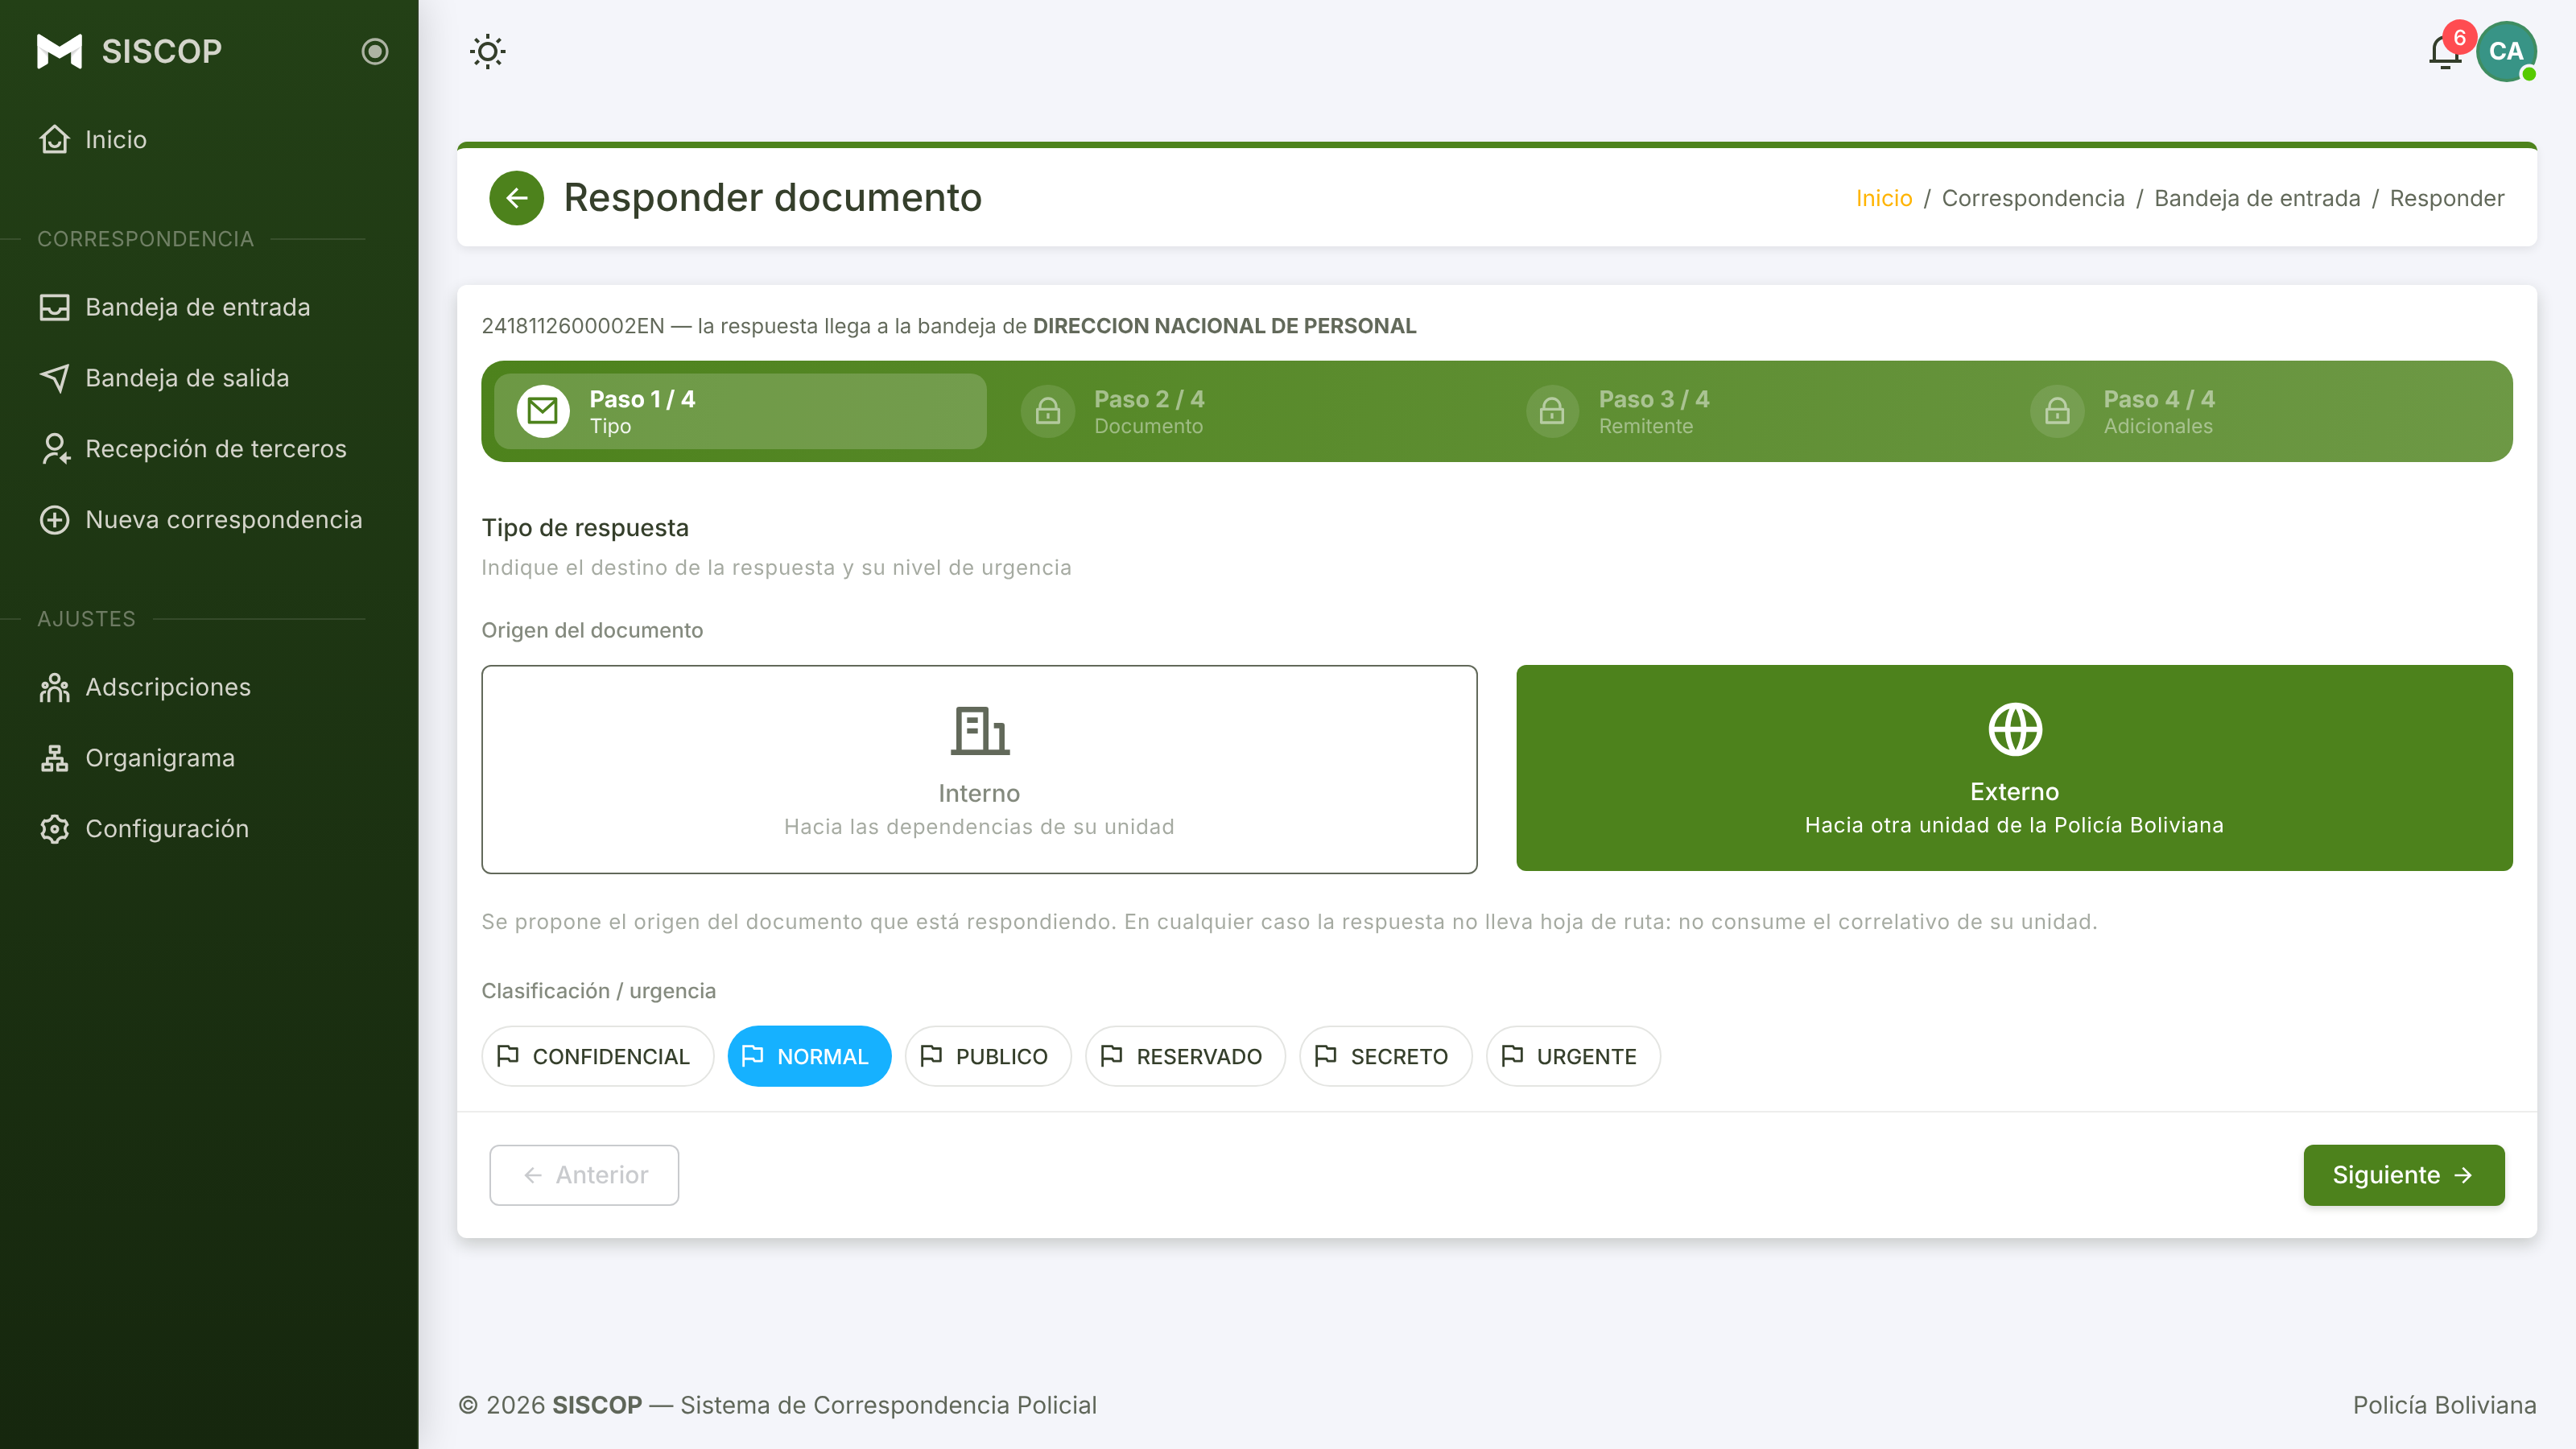 SISCOP
6
CA
Inicio
CORRESPONDENCIA
Bandeja de entrada
Bandeja de salida
Recepción de terceros
Nueva correspondencia
AJUSTES
Adscripciones
Organigrama
Configuración
Responder documento
Inicio / Correspondencia / Bandeja de entrada / Responder
2418112600002EN — la respuesta llega a la bandeja de DIRECCION NACIONAL DE PERSONAL
Paso 1 / 4
Tipo
Paso 2 / 4
Documento
Paso 3 / 4
Remitente
Paso 4 / 4
Adicionales
Tipo de respuesta
Indique el destino de la respuesta y su nivel de urgencia
Origen del documento
Interno
Hacia las dependencias de su unidad
Externo
Hacia otra unidad de la Policía Boliviana
Se propone el origen del documento que está respondiendo. En cualquier caso la respuesta no lleva hoja de ruta: no consume el correlativo de su unidad.
Clasificación / urgencia
CONFIDENCIAL
NORMAL
PUBLICO
RESERVADO
SECRETO
URGENTE
Anterior
Siguiente
© 2026 SISCOP — Sistema de Correspondencia Policial
Policía Boliviana